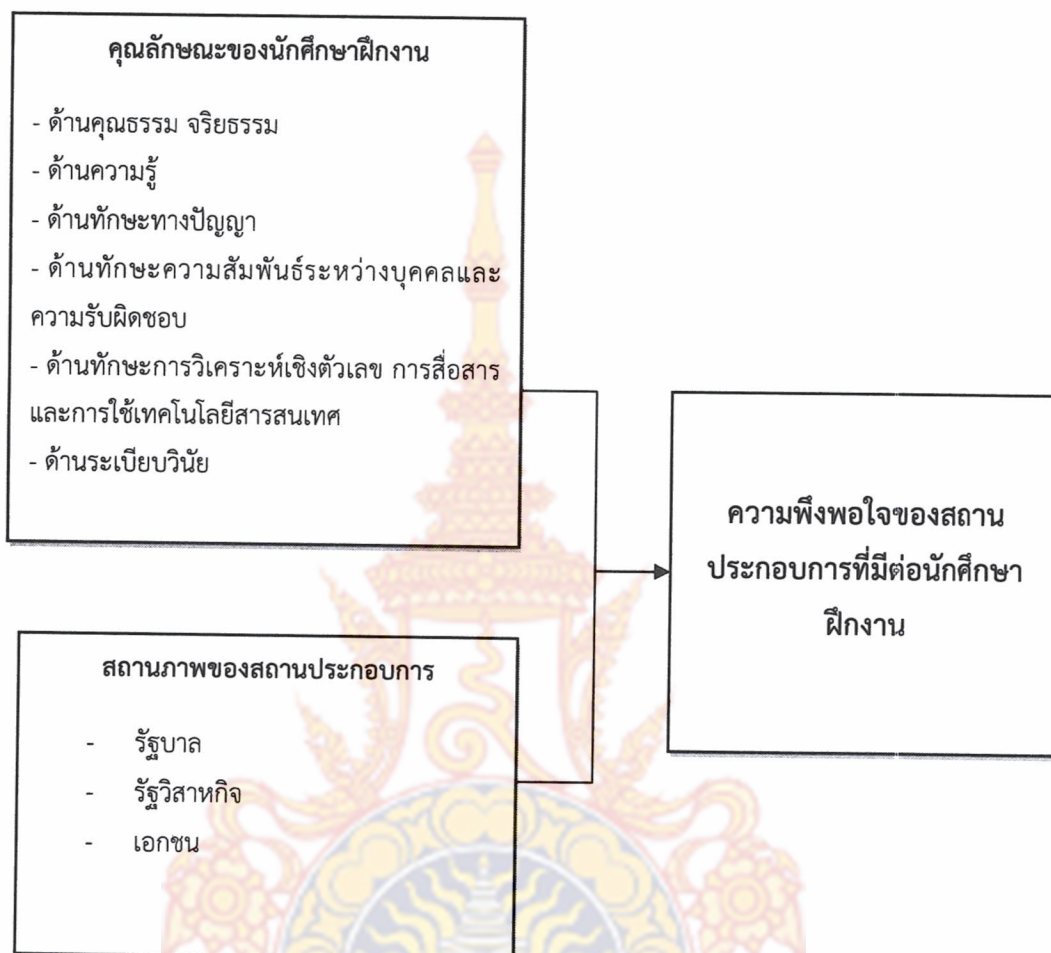 คุณลักษณะของนักศึกษาฝึกงาน
- ด้านคุณธรรม จริยธรรม
- ด้านความรู้
- ด้านทักษะทางปัญญา
- ด้านทักษะความสัมพันธ์ระหว่างบุคคลและ
ความรับผิดชอบ
- ด้านทักษะการวิเคราะห์เชิงตัวเลข การสื่อสาร
และการใช้เทคโนโลยีสารสนเทศ
- ด้านระเบียบวินัย
สถานภาพของสถานประกอบการ
- รัฐบาล
- รัฐวิสาหกิจ
- เอกชน
ความพึงพอใจของสถาน
ประกอบการที่มีต่อนักศึกษา
ฝึกงาน